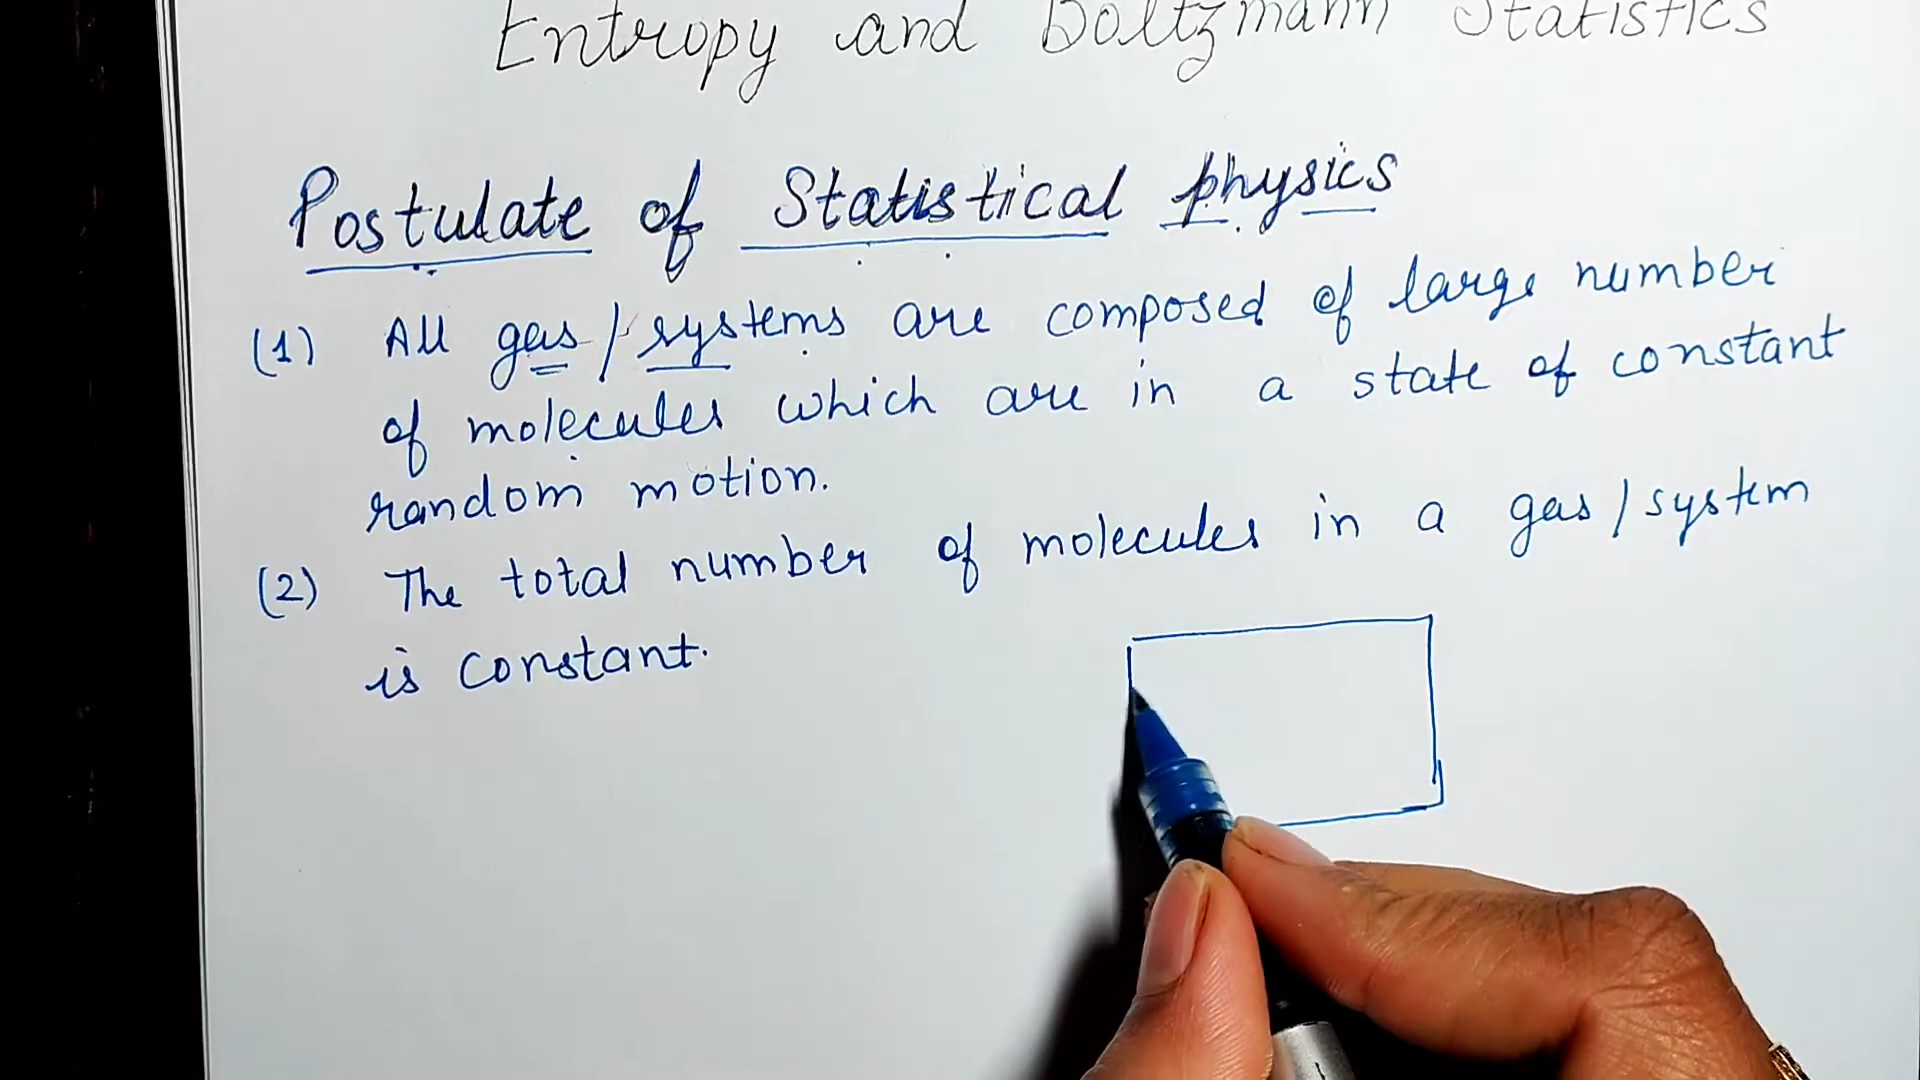 Entropy and Boltzmann Statistics
Postulate of Statistical physics
(1) All gas/systems are composed of large number
of molecules which are in a state of constant
random motion.
(2) The total number of molecules in a gas/system
is constant.